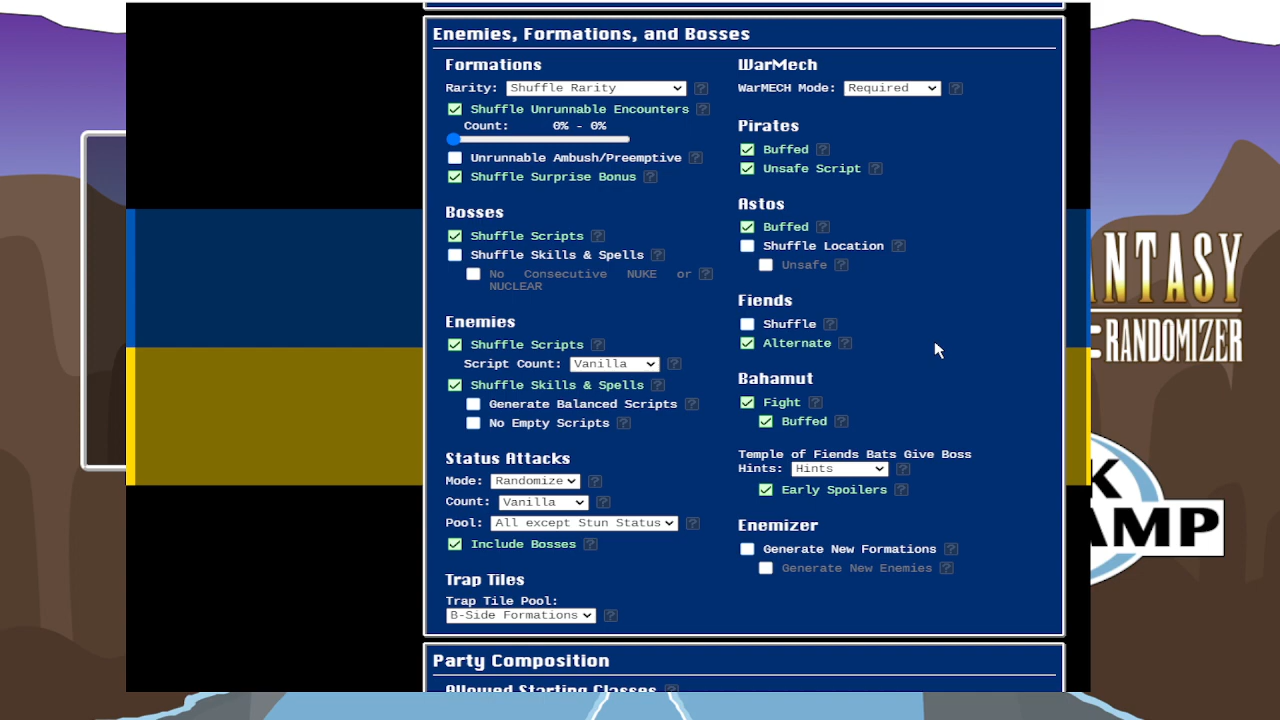 Enemies, Formations, and Bosses
Formations
Rarity: Shuffle Rarity ?
Shuffle Unrunnable Encounters ?
Count: 0% - 0%
Unrunnable Ambush/Preemptive ?
Shuffle Surprise Bonus ?
Bosses
Shuffle Scripts ?
Shuffle Skills & Spells ?
No Consecutive NUKE or ?
NUCLEAR
Enemies
Shuffle Scripts ?
Script Count: Vanilla ?
Shuffle Skills & Spells ?
Generate Balanced Scripts ?
No Empty Scripts ?
Status Attacks
Mode: Randomize ?
Count: Vanilla ?
Pool: All except Stun Status ?
Include Bosses ?
Trap Tiles
Trap Tile Pool:
B-Side Formations ?
WarMech
WarMECH Mode: Required ?
Pirates
Buffed ?
Unsafe Script ?
Astos
Buffed ?
Shuffle Location ?
Unsafe ?
Fiends
Shuffle ?
Alternate ?
Bahamut
Fight ?
Buffed ?
Temple of Fiends Bats Give Boss
Hints: Hints ?
Early Spoilers ?
Enemizer
Generate New Formations ?
Generate New Enemies ?
Party Composition
Allowed Starting Classes ?
NTASY
RANDOMIZER
K
AMP